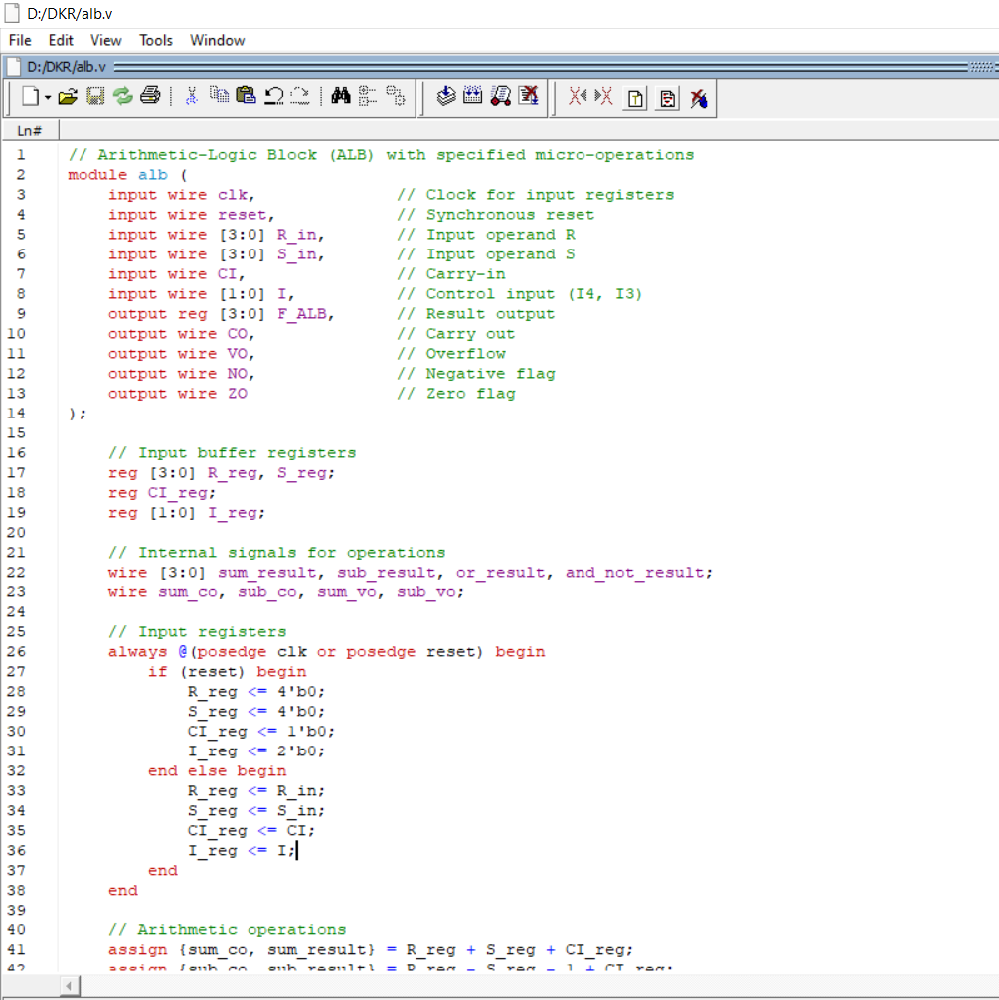 D:/DKR/alb.v
File Edit View Tools Window
D:/DKR/alb.v
Ln#
1 // Arithmetic-Logic Block (ALB) with specified micro-operations
2 module alb (
3     input wire clk,              // Clock for input registers
4     input wire reset,            // Synchronous reset
5     input wire [3:0] R_in,       // Input operand R
6     input wire [3:0] S_in,       // Input operand S
7     input wire CI,               // Carry-in
8     input wire [1:0] I,          // Control input (I4, I3)
9     output reg [3:0] F_ALB,      // Result output
10     output wire CO,              // Carry out
11     output wire VO,              // Overflow
12     output wire NO,              // Negative flag
13     output wire ZO               // Zero flag
14 );
15
16     // Input buffer registers
17     reg [3:0] R_reg, S_reg;
18     reg CI_reg;
19     reg [1:0] I_reg;
20
21     // Internal signals for operations
22     wire [3:0] sum_result, sub_result, or_result, and_not_result;
23     wire sum_co, sub_co, sum_vo, sub_vo;
24
25     // Input registers
26     always @(posedge clk or posedge reset) begin
27         if (reset) begin
28             R_reg <= 4'b0;
29             S_reg <= 4'b0;
30             CI_reg <= 1'b0;
31             I_reg <= 2'b0;
32         end else begin
33             R_reg <= R_in;
34             S_reg <= S_in;
35             CI_reg <= CI;
36             I_reg <= I;
37         end
38     end
39
40     // Arithmetic operations
41     assign {sum_co, sum_result} = R_reg + S_reg + CI_reg;
42     assign {sub_co, sub_result} = R_reg - S_reg - 1 + CI_reg;